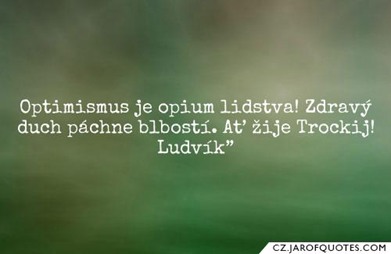 Optimismus je opium lidstva! Zdravý
duch páchne blbostí. Ať žije Trockij!
Ludvík”
CZ.JAROFQUOTES.COM